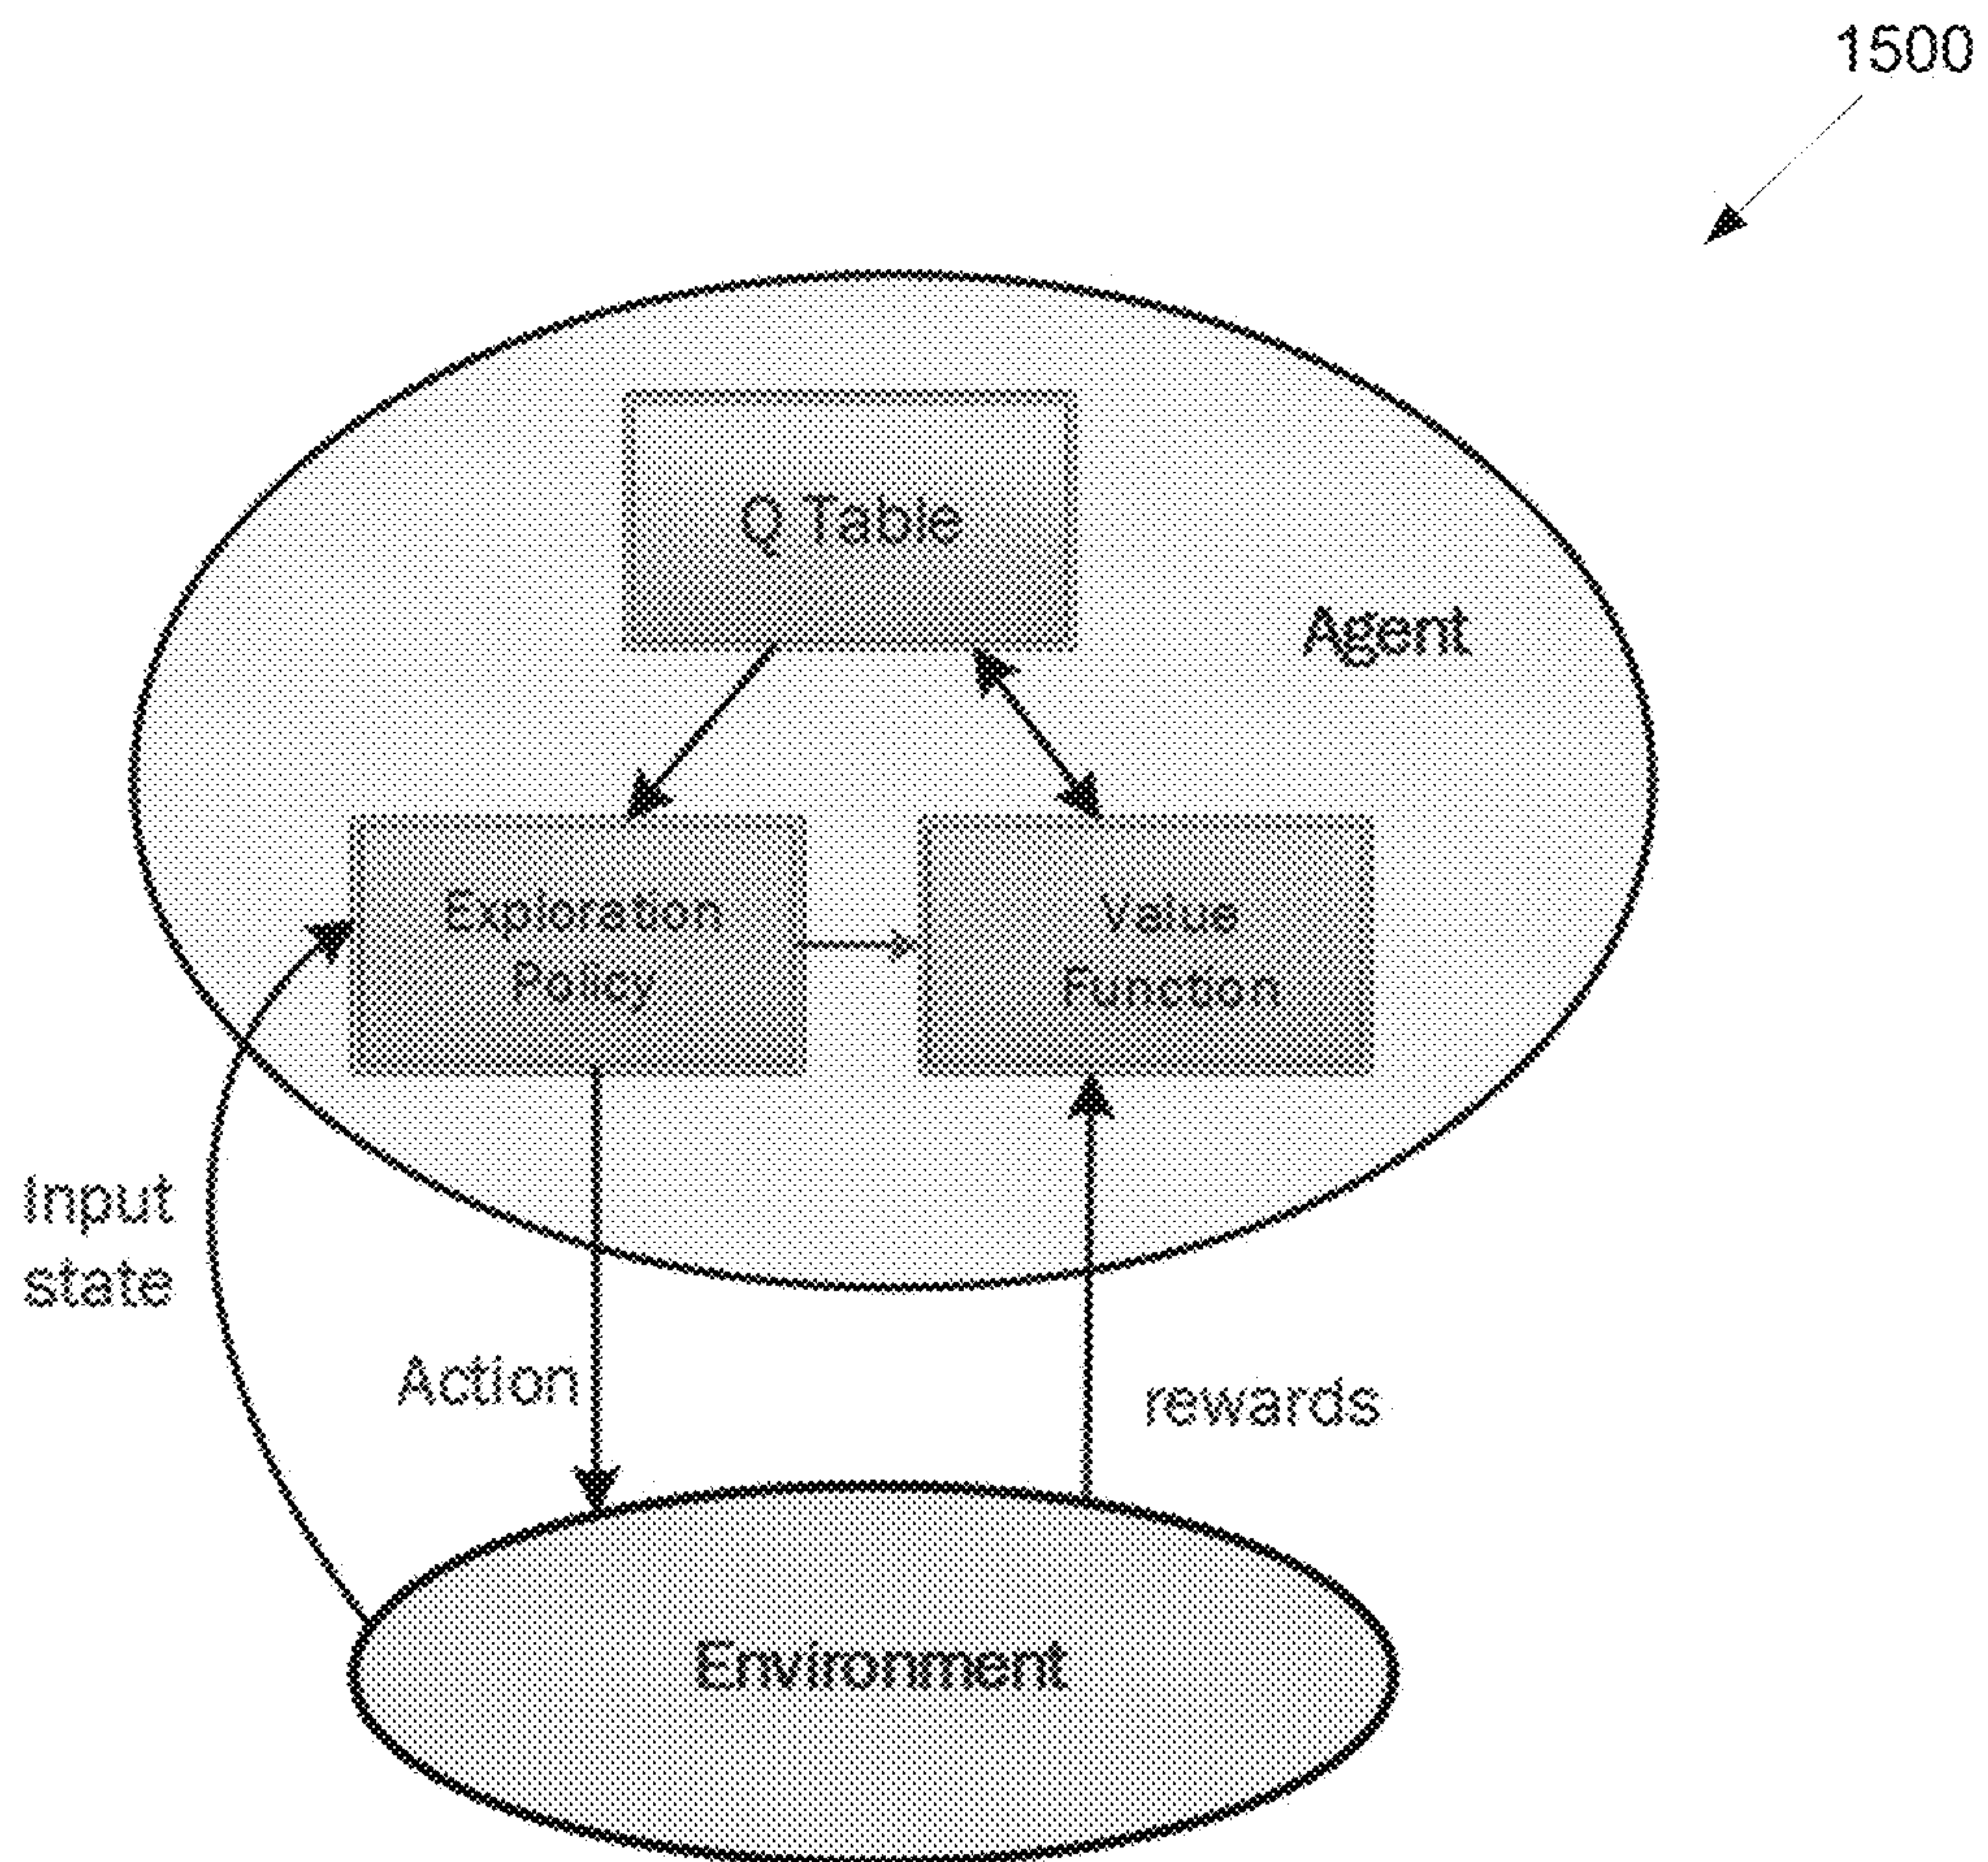 1500
Q Table
Agent
Exploration
Policy
Value
Function
Input
state
Action
rewards
Environment